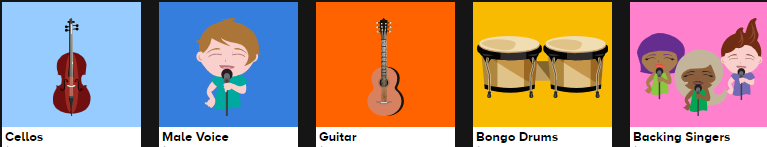 Cellos
Male Voice
Guitar
Bongo Drums
Backing Singers